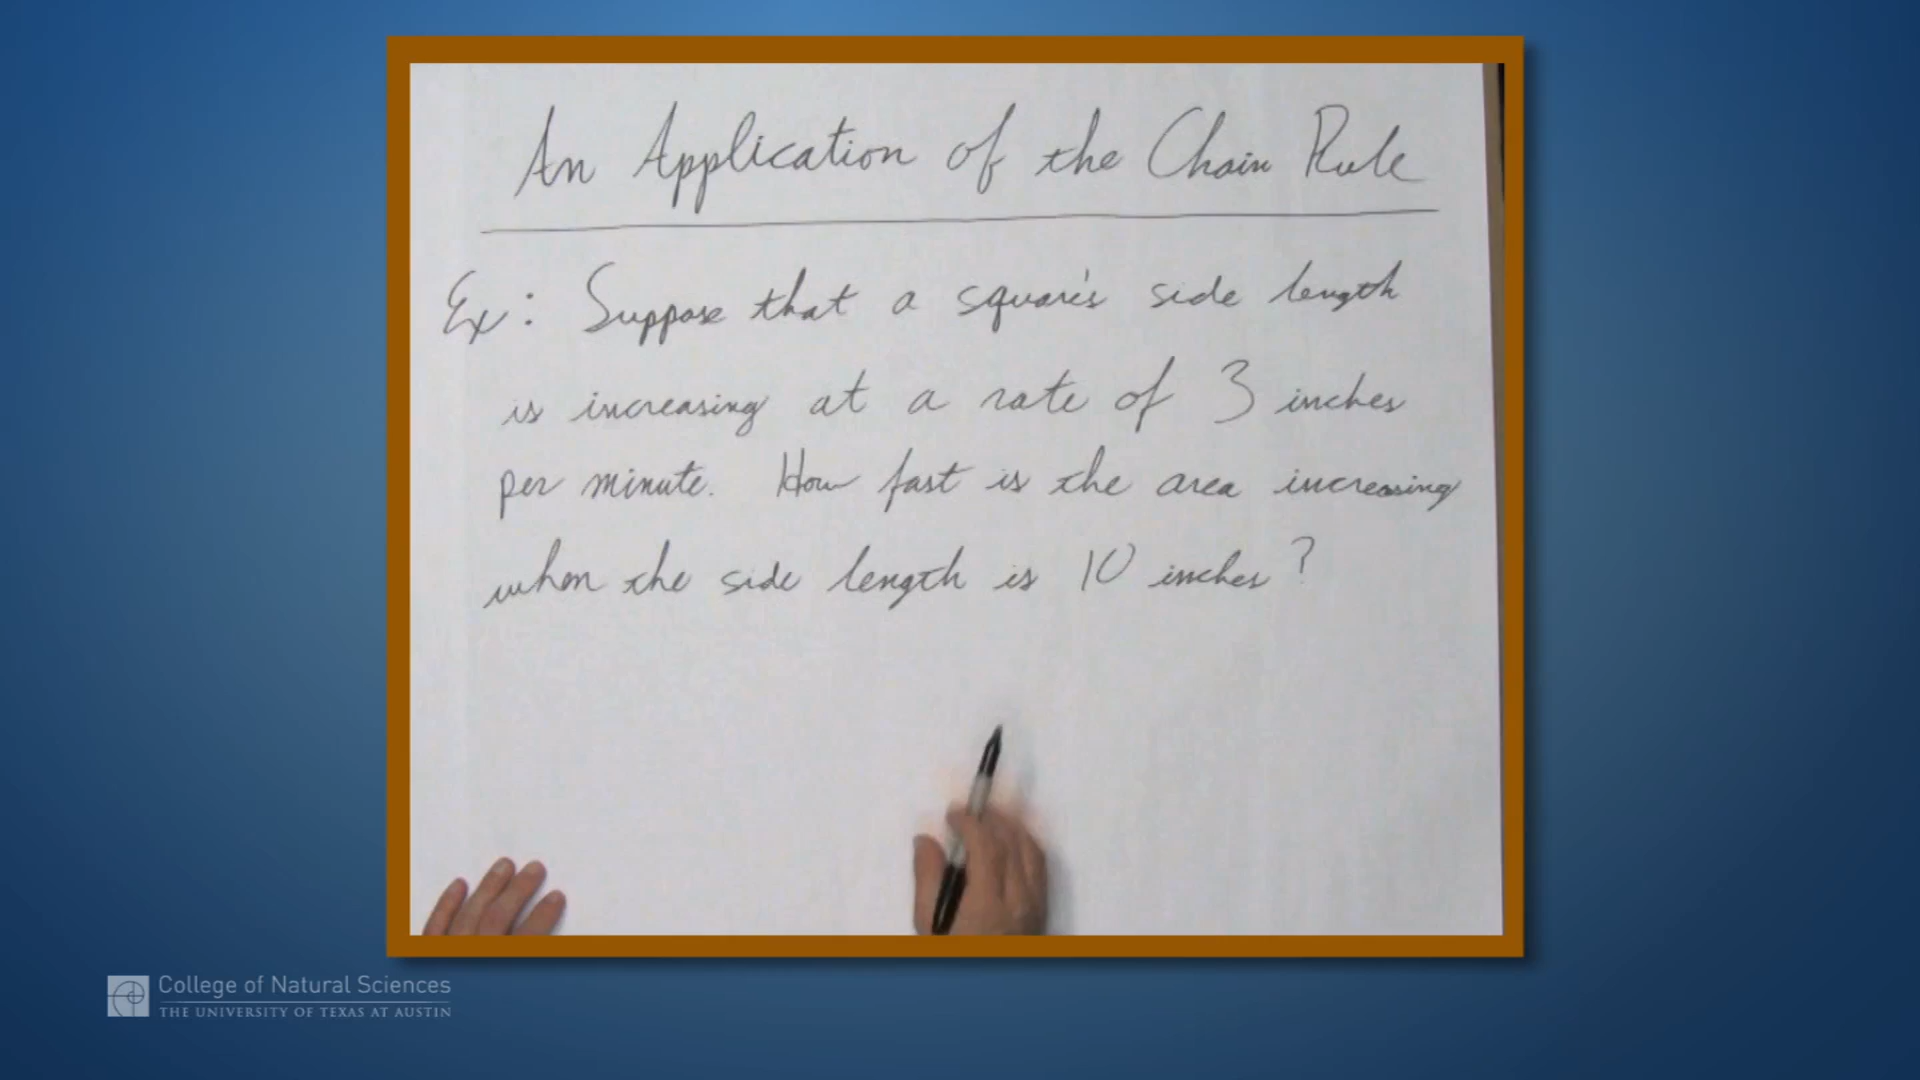 An Application of the Chain Rule
Ex: Suppose that a square's side length
is increasing at a rate of 3 inches
per minute. How fast is the area increasing
when the side length is 10 inches?
College of Natural Sciences
THE UNIVERSITY OF TEXAS AT AUSTIN